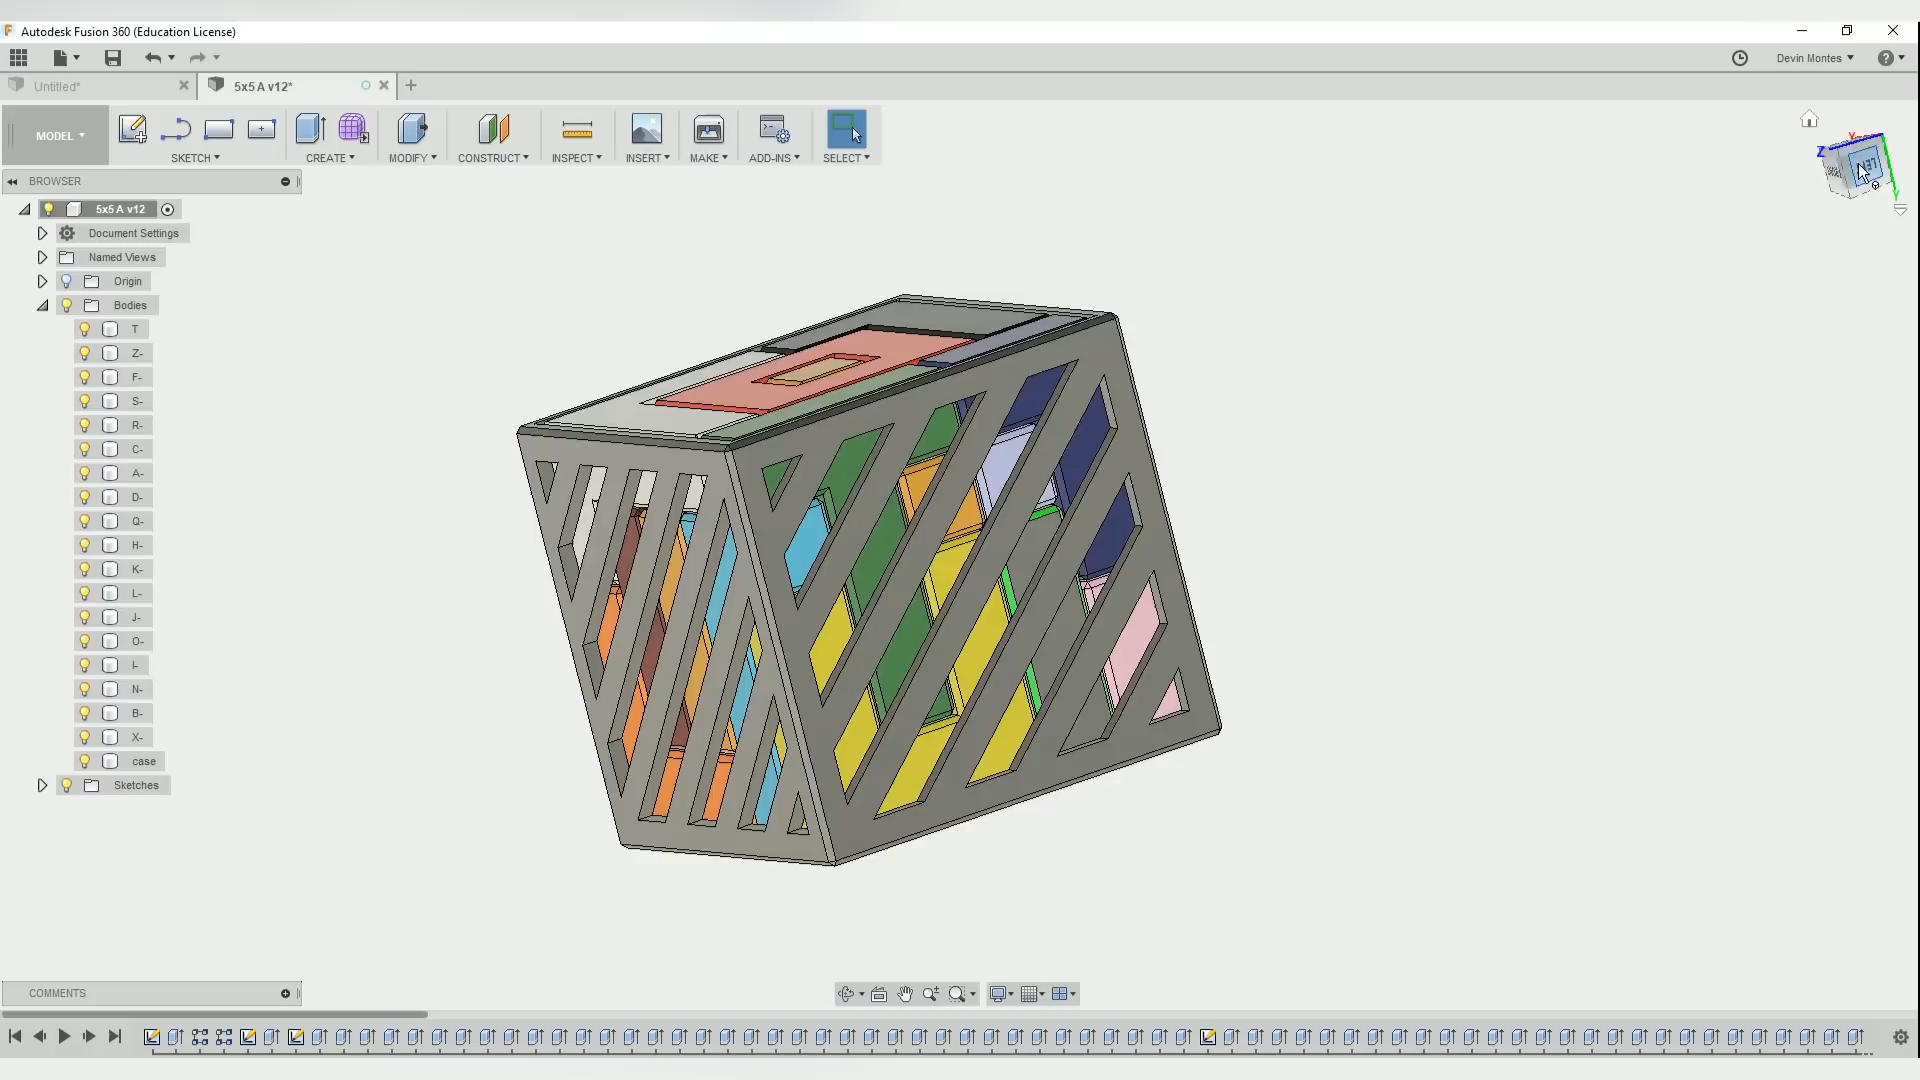 Autodesk Fusion 360 (Education License)
Devin Montes
Untitled*
5x5 A v12*
MODEL
SKETCH
CREATE
MODIFY
CONSTRUCT
INSPECT
INSERT
MAKE
ADD-INS
SELECT
BROWSER
5x5 A v12
Document Settings
Named Views
Origin
Bodies
T
Z-
F-
S-
R-
C-
A-
D-
Q-
H-
K-
L-
J-
O-
I-
N-
B-
X-
case
Sketches
COMMENTS
Z
Y